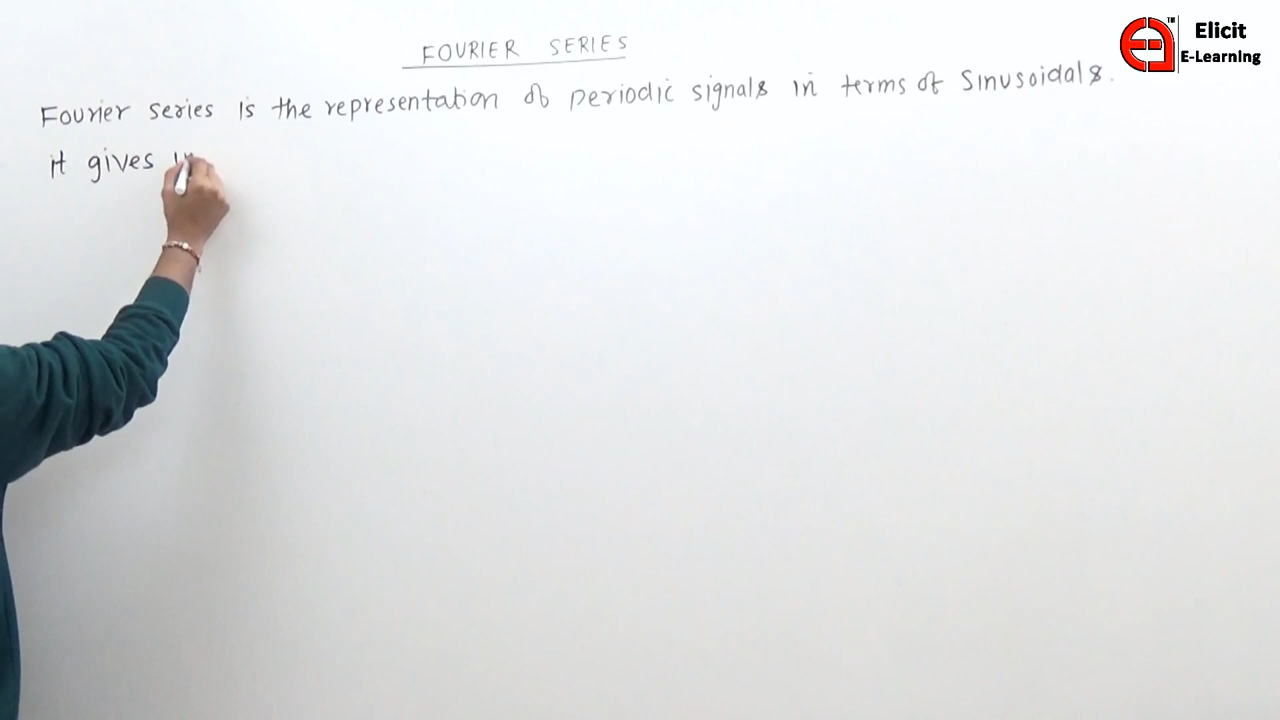 Elicit
E-Learning
FOURIER SERIES
Fourier series is the representation of periodic signals in terms of Sinusoidals.
it gives